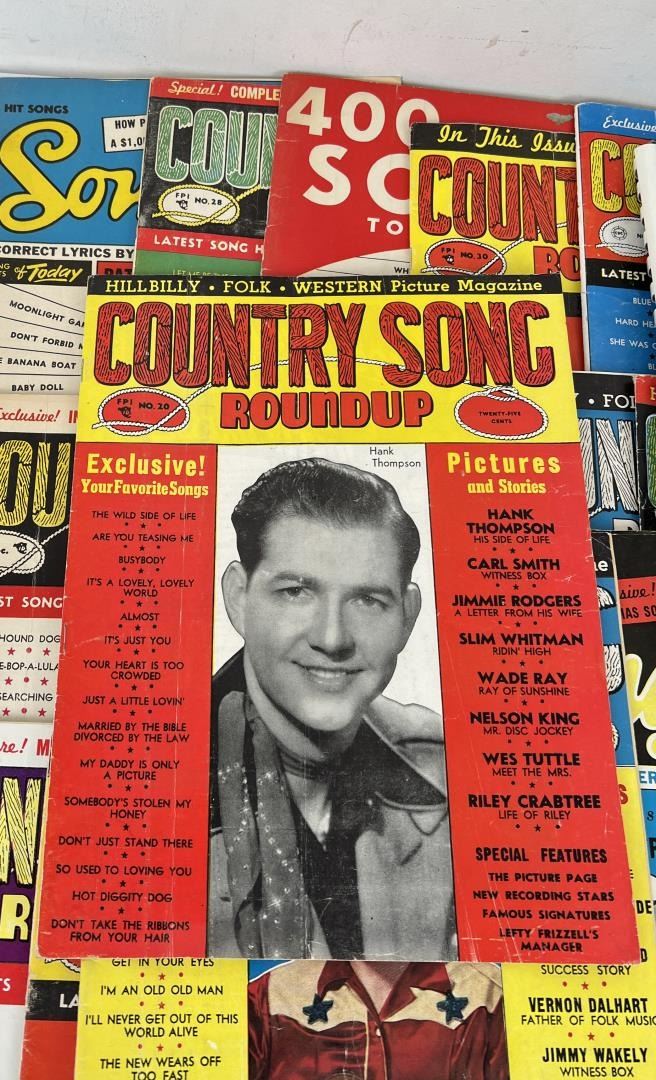 HIT SONGS
HOW
A $1,0
CORRECT LYRICS BY
of Today
MOONLIGHT
DON'T FORBID
BANANA BOAT
BABY DOLL
Special!
COUN
FPI NO. 28
LATEST SONG
400
SO
TO
In This Issu
COUNT
FPI NO. 30
RO
Exclusive
CO
LATEST
BLUE
HARD
SHE WAS
HILLBILLY • FOLK • WESTERN Picture Magazine
COUNTRY SONG
ROUNDUP
FPI NO. 20
TWENTY-FIVE
CENTS
Hank
Thompson
Exclusive!
Your Favorite Songs
THE WILD SIDE OF LIFE
ARE YOU TEASING ME
BUSYBODY
IT'S A LOVELY, LOVELY
WORLD
ALMOST
IT'S JUST YOU
YOUR HEART IS TOO
CROWDED
JUST A LITTLE LOVIN'
MARRIED BY THE BIBLE
DIVORCED BY THE LAW
MY DADDY IS ONLY
A PICTURE
SOMEBODY'S STOLEN MY
HONEY
DON'T JUST STAND THERE
SO USED TO LOVING YOU
HOT DIGGITY DOG
DON'T TAKE THE RIBBONS
FROM YOUR HAIR
Pictures
and Stories
HANK
THOMPSON
HIS SIDE OF LIFE
CARL SMITH
WITNESS BOX
JIMMIE RODGERS
A LETTER FROM HIS WIFE
SLIM WHITMAN
RIDIN' HIGH
WADE RAY
RAY OF SUNSHINE
NELSON KING
MR. DISC JOCKEY
WES TUTTLE
MEET THE MRS.
RILEY CRABTREE
LIFE OF RILEY
SPECIAL FEATURES
THE PICTURE PAGE
NEW RECORDING STARS
FAMOUS SIGNATURES
LEFTY FRIZZELL'S
MANAGER
xclusive!
OU
ST SONG
HOUND DOG
E-BOP-A-LULA
SEARCHING
GET IN YOUR EYES
I'M AN OLD OLD MAN
I'LL NEVER GET OUT OF THIS
WORLD ALIVE
THE NEW WEARS OFF
TOO FAST
SUCCESS STORY
VERNON DALHART
FATHER OF FOLK MUSIC
JIMMY WAKELY